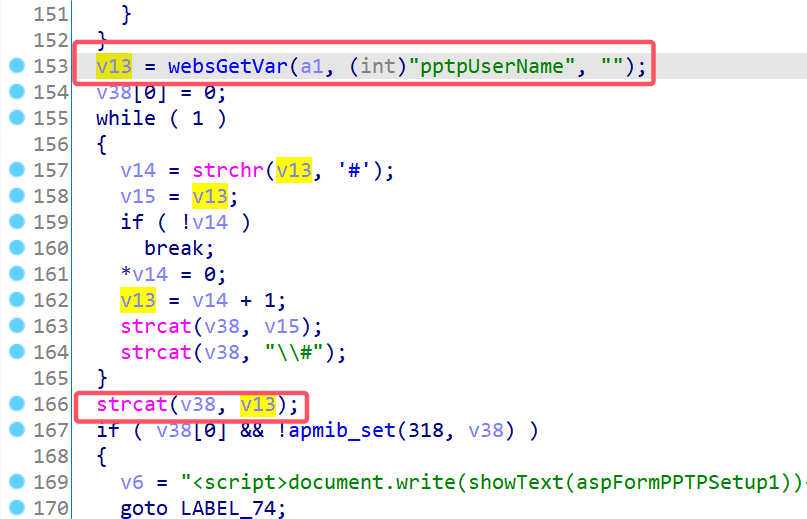 151 }
152 }
153 v13 = websGetVar(a1, (int)"pptpUserName", "");
154 v38[0] = 0;
155 while ( 1 )
156 {
157 v14 = strchr(v13, '#');
158 v15 = v13;
159 if ( !v14 )
160 break;
161 *v14 = 0;
162 v13 = v14 + 1;
163 strcat(v38, v15);
164 strcat(v38, "\\#");
165 }
166 strcat(v38, v13);
167 if ( v38[0] && !apmib_set(318, v38) )
168 {
169 v6 = "<script>document.write(showText(aspFormPPTPSetup1))
170 goto LABEL_74;